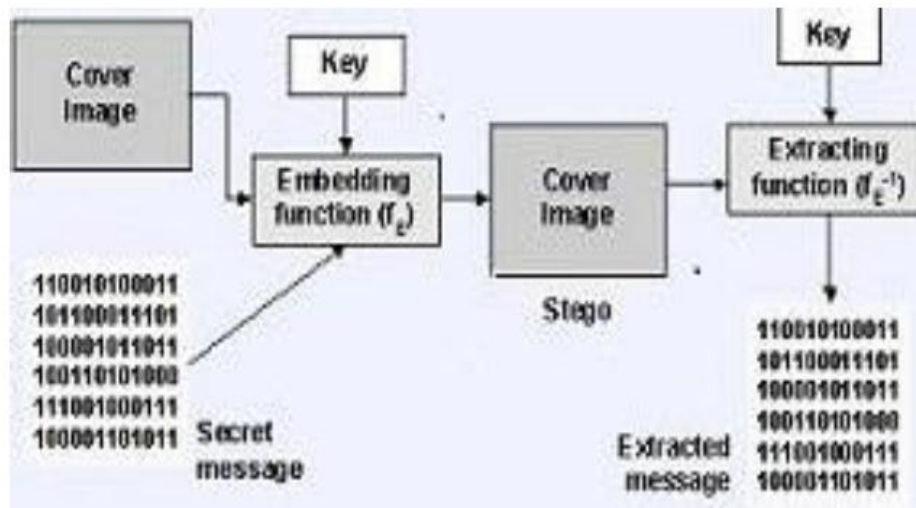 Cover
Image
Key
Embedding
function (fE)
Cover
Image
Stego
Key
Extracting
function (fE-1)
110010100011
101100011101
100001011011
100110101000
111001000111
100001101011
Secret
message
110010100011
101100011101
100001011011
100110101000
111001000111
100001101011
Extracted
message